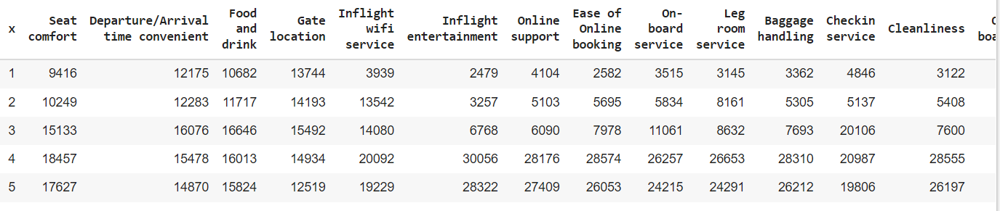 x Seat comfort Departure/Arrival time convenient Food and drink Gate location Inflight wifi service Inflight entertainment Online support Ease of Online booking On-board service Leg room service Baggage handling Checkin service Cleanliness
1 9416 12175 10682 13744 3939 2479 4104 2582 3515 3145 3362 4846 3122
2 10249 12283 11717 14193 13542 3257 5103 5695 5834 8161 5305 5137 5408
3 15133 16076 16646 15492 14080 6768 6090 7978 11061 8632 7693 20106 7600
4 18457 15478 16013 14934 20092 30056 28176 28574 26257 26653 28310 20987 28555
5 17627 14870 15824 12519 19229 28322 27409 26053 24215 24291 26212 19806 26197